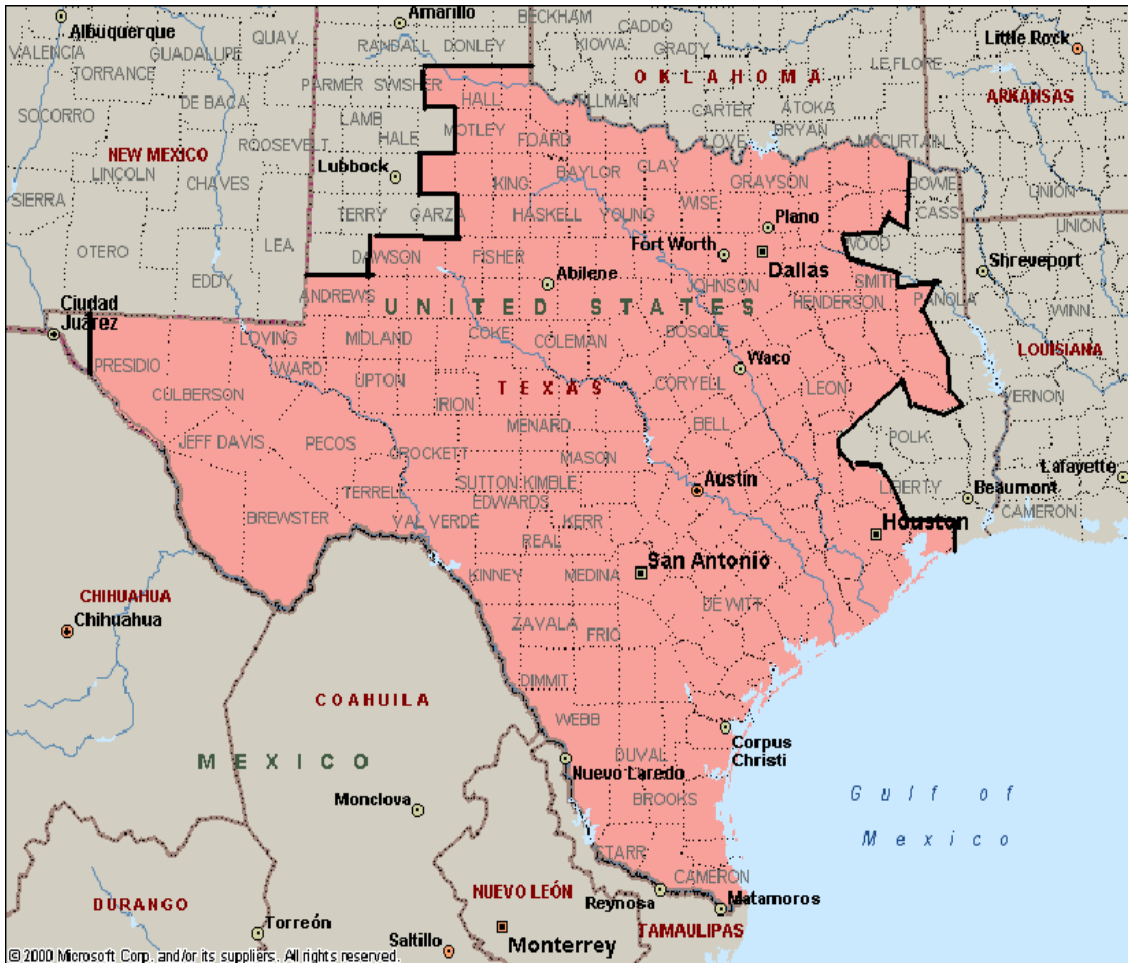 Amarillo
BECKHAM
Albuquerque
CADDO
QUAY
VALENCIA
GUADALUPE
RANDALL
DONLEY
KIOWA
GRADY
Little Rock
LE FLORE
TORRANCE
PARMER
SWISHER
OKLAHOMA
DE BACA
HALL
TILLMAN
ARKANSAS
SOCORRO
LAMB
CARTER
ATOKA
HALE
MOTLEY
FOARD
BRYAN
NEW MEXICO
ROOSEVELT
LOVE
MCCURTAIN
LINCOLN
Lubbock
BAYLOR
CLAY
CHAVES
KING
GRAYSON
BOWIE
UNION
SIERRA
WISE
CASS
TERRY
GARZA
HASKELL
YOUNG
Plano
UNION
LEA
OTERO
DAWSON
FISHER
Fort Worth
WOOD
Dallas
Shreveport
EDDY
Abilene
SMITH
JOHNSON
ANDREWS
HENDERSON
PANOLA
Ciudad
Juárez
UNITED STATES
WINN
LOVING
MIDLAND
COKE
COLEMAN
BOSQUE
LOUISIANA
PRESIDIO
WARD
Waco
UPTON
TEXAS
CORYELL
LEON
CULBERSON
IRION
VERNON
MENARD
BELL
JEFF DAVIS
PECOS
POLK
CROCKETT
MASON
Lafayette
SUTTON
KIMBLE
Austin
LIBERTY
TERRELL
EDWARDS
Beaumont
CAMERON
BREWSTER
VAL VERDE
KERR
Houston
REAL
San Antonio
KINNEY
MEDINA
CHIHUAHUA
DE WITT
Chihuahua
ZAVALA
FRIO
DIMMIT
COAHUILA
WEBB
Corpus
Christi
DUVAL
MEXICO
Nuevo Laredo
Monclova
BROOKS
Gulf of
Mexico
STARR
CAMERON
NUEVO LEÓN
DURANGO
Reynosa
Matamoros
Torreón
TAMAULIPAS
Saltillo
Monterrey
© 2000 Microsoft Corp. and/or its suppliers. All rights reserved.